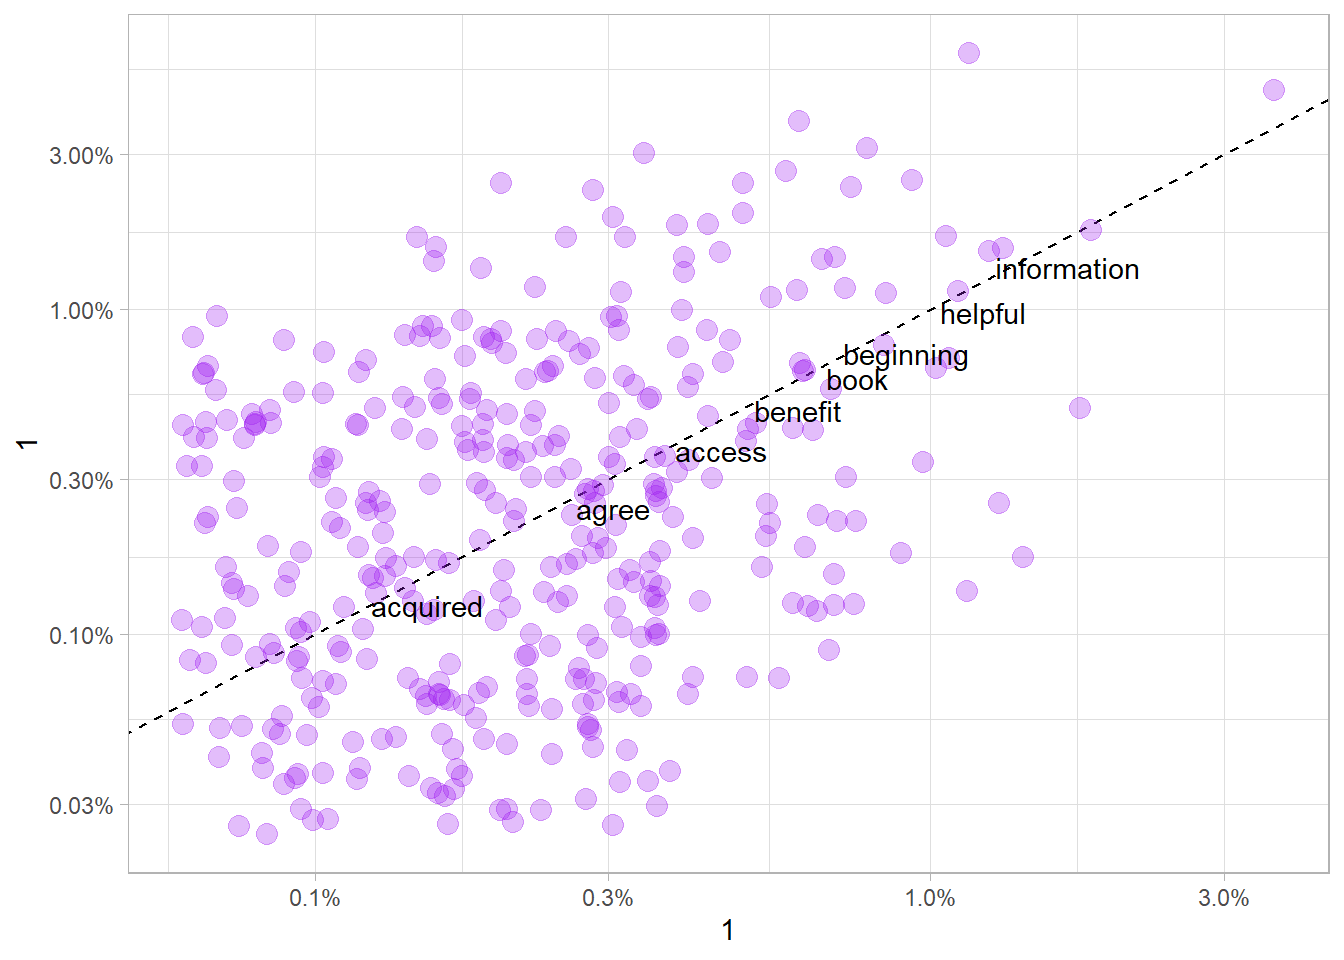 3.00%
1.00%
0.30%
0.10%
0.03%
1
information
helpful
beginning
book
benefit
access
agree
acquired
0.1%
0.3%
1.0%
3.0%
1